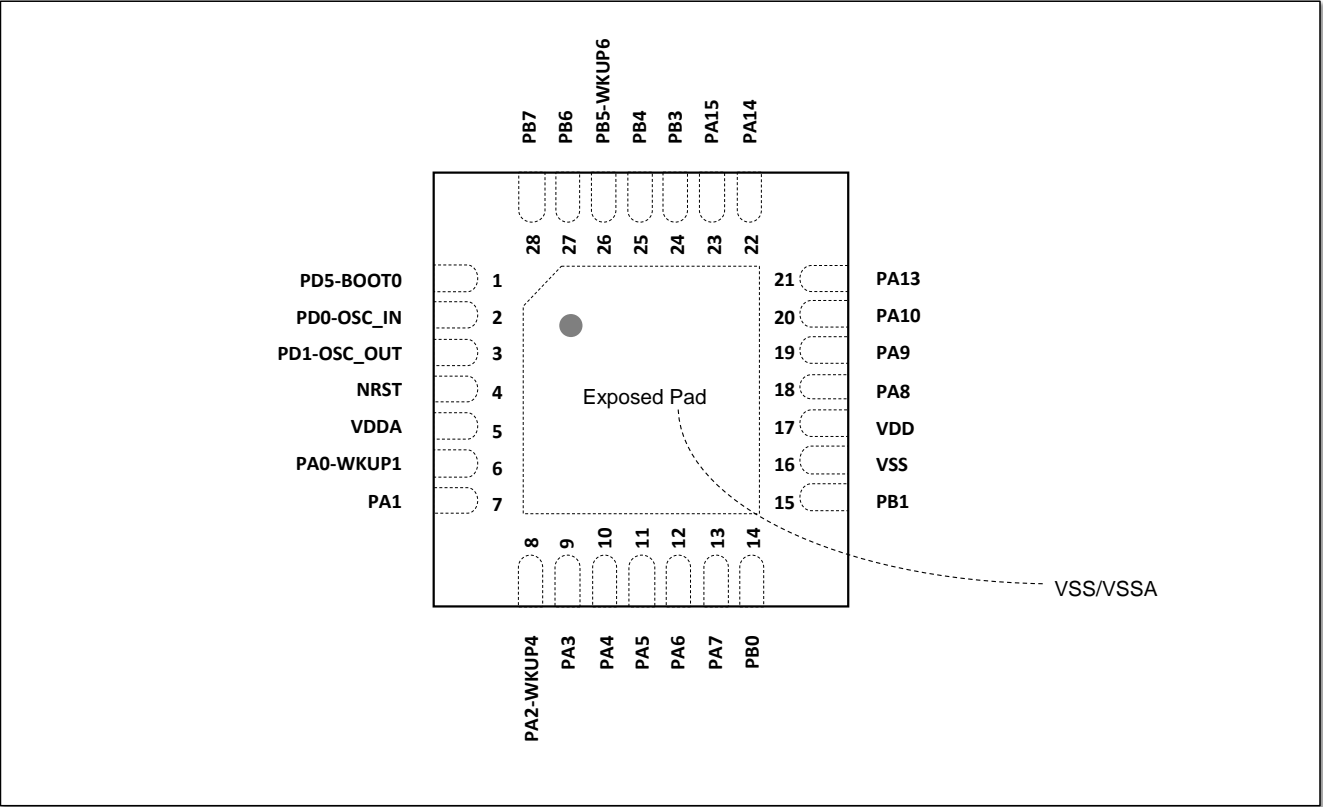 PB7 PB6 PB5-WKUP6 PB4 PB3 PA15 PA14
28 27 26 25 24 23 22
PD5-BOOT0 1 21 PA13
PD0-OSC_IN 2 20 PA10
PD1-OSC_OUT 3 19 PA9
NRST 4 18 PA8
Exposed Pad
VDDA 5 17 VDD
PA0-WKUP1 6 16 VSS
PA1 7 15 PB1
8 9 10 11 12 13 14
VSS/VSSA
PA2-WKUP4 PA3 PA4 PA5 PA6 PA7 PB0